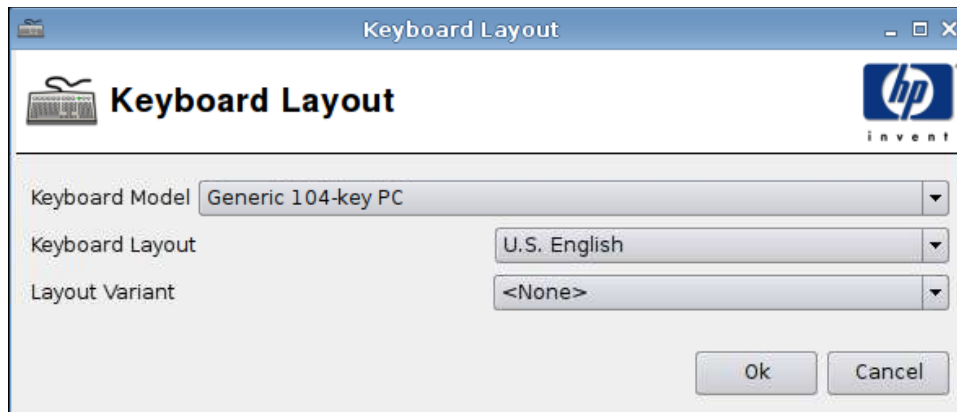 Keyboard Layout
Keyboard Layout
hp
invent
Keyboard Model Generic 104-key PC
Keyboard Layout U.S. English
Layout Variant <None>
Ok Cancel